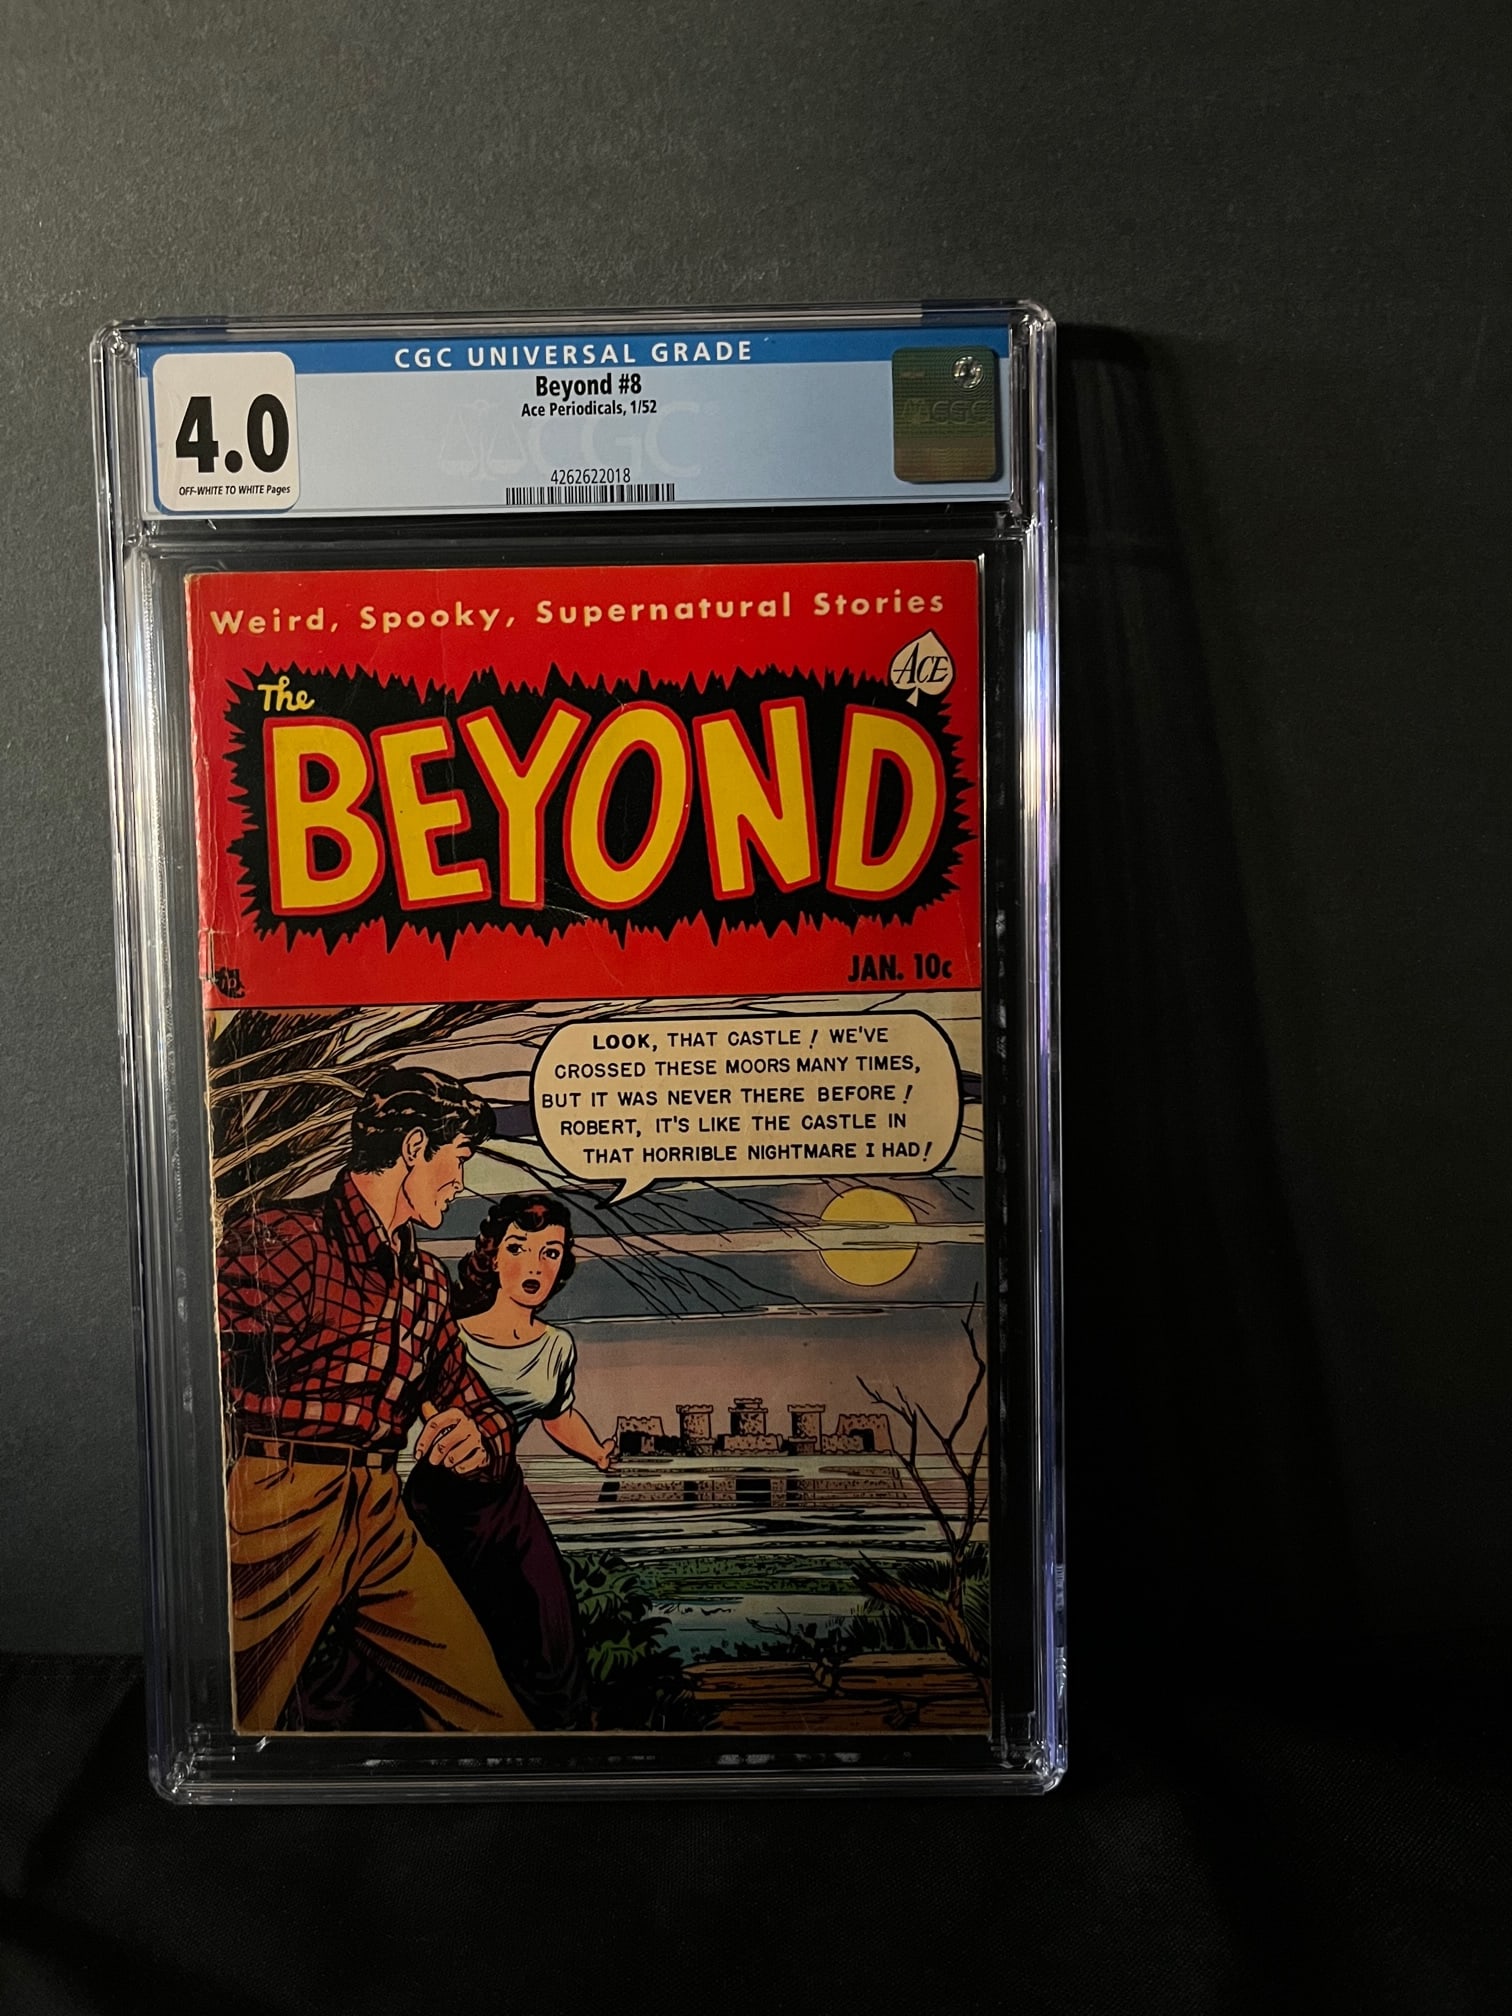 CGC UNIVERSAL GRADE
4.0
OFF-WHITE TO WHITE Pages
Beyond #8
Ace Periodicals, 1/52
CGC
4262622018
CGC
Weird, Spooky, Supernatural Stories
ACE
The
BEYOND
JAN. 10c
LOOK, THAT CASTLE! WE'VE
CROSSED THESE MOORS MANY TIMES,
BUT IT WAS NEVER THERE BEFORE!
ROBERT, IT'S LIKE THE CASTLE IN
THAT HORRIBLE NIGHTMARE I HAD!